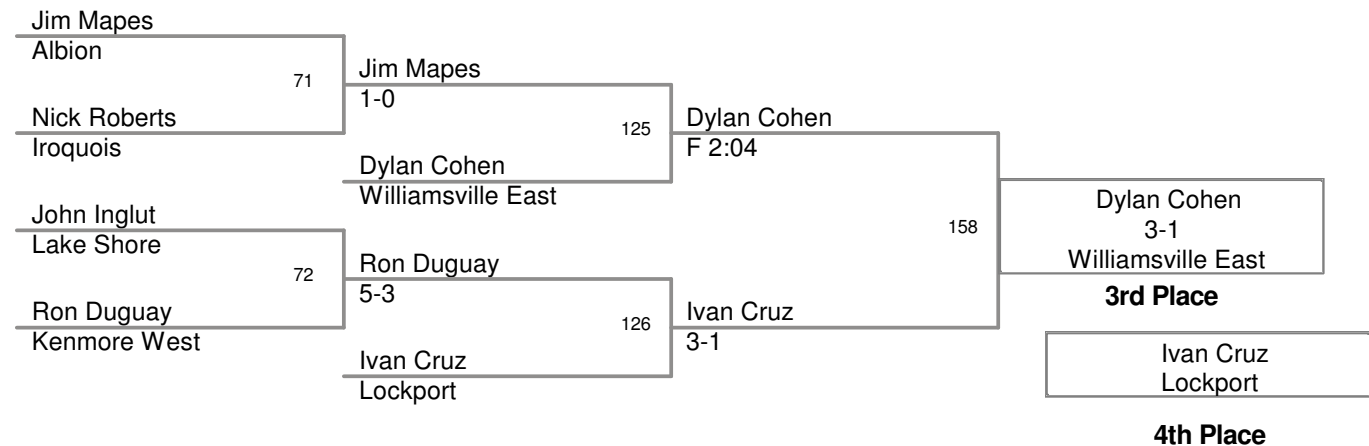 Jim Mapes
Albion
71
Jim Mapes
1-0
Nick Roberts
Iroquois
125
Dylan Cohen
F 2:04
Dylan Cohen
Williamsville East
John Inglut
Lake Shore
72
Ron Duguay
5-3
Ron Duguay
Kenmore West
126
Ivan Cruz
3-1
Ivan Cruz
Lockport
158
Dylan Cohen
3-1
Williamsville East
3rd Place
Ivan Cruz
Lockport
4th Place